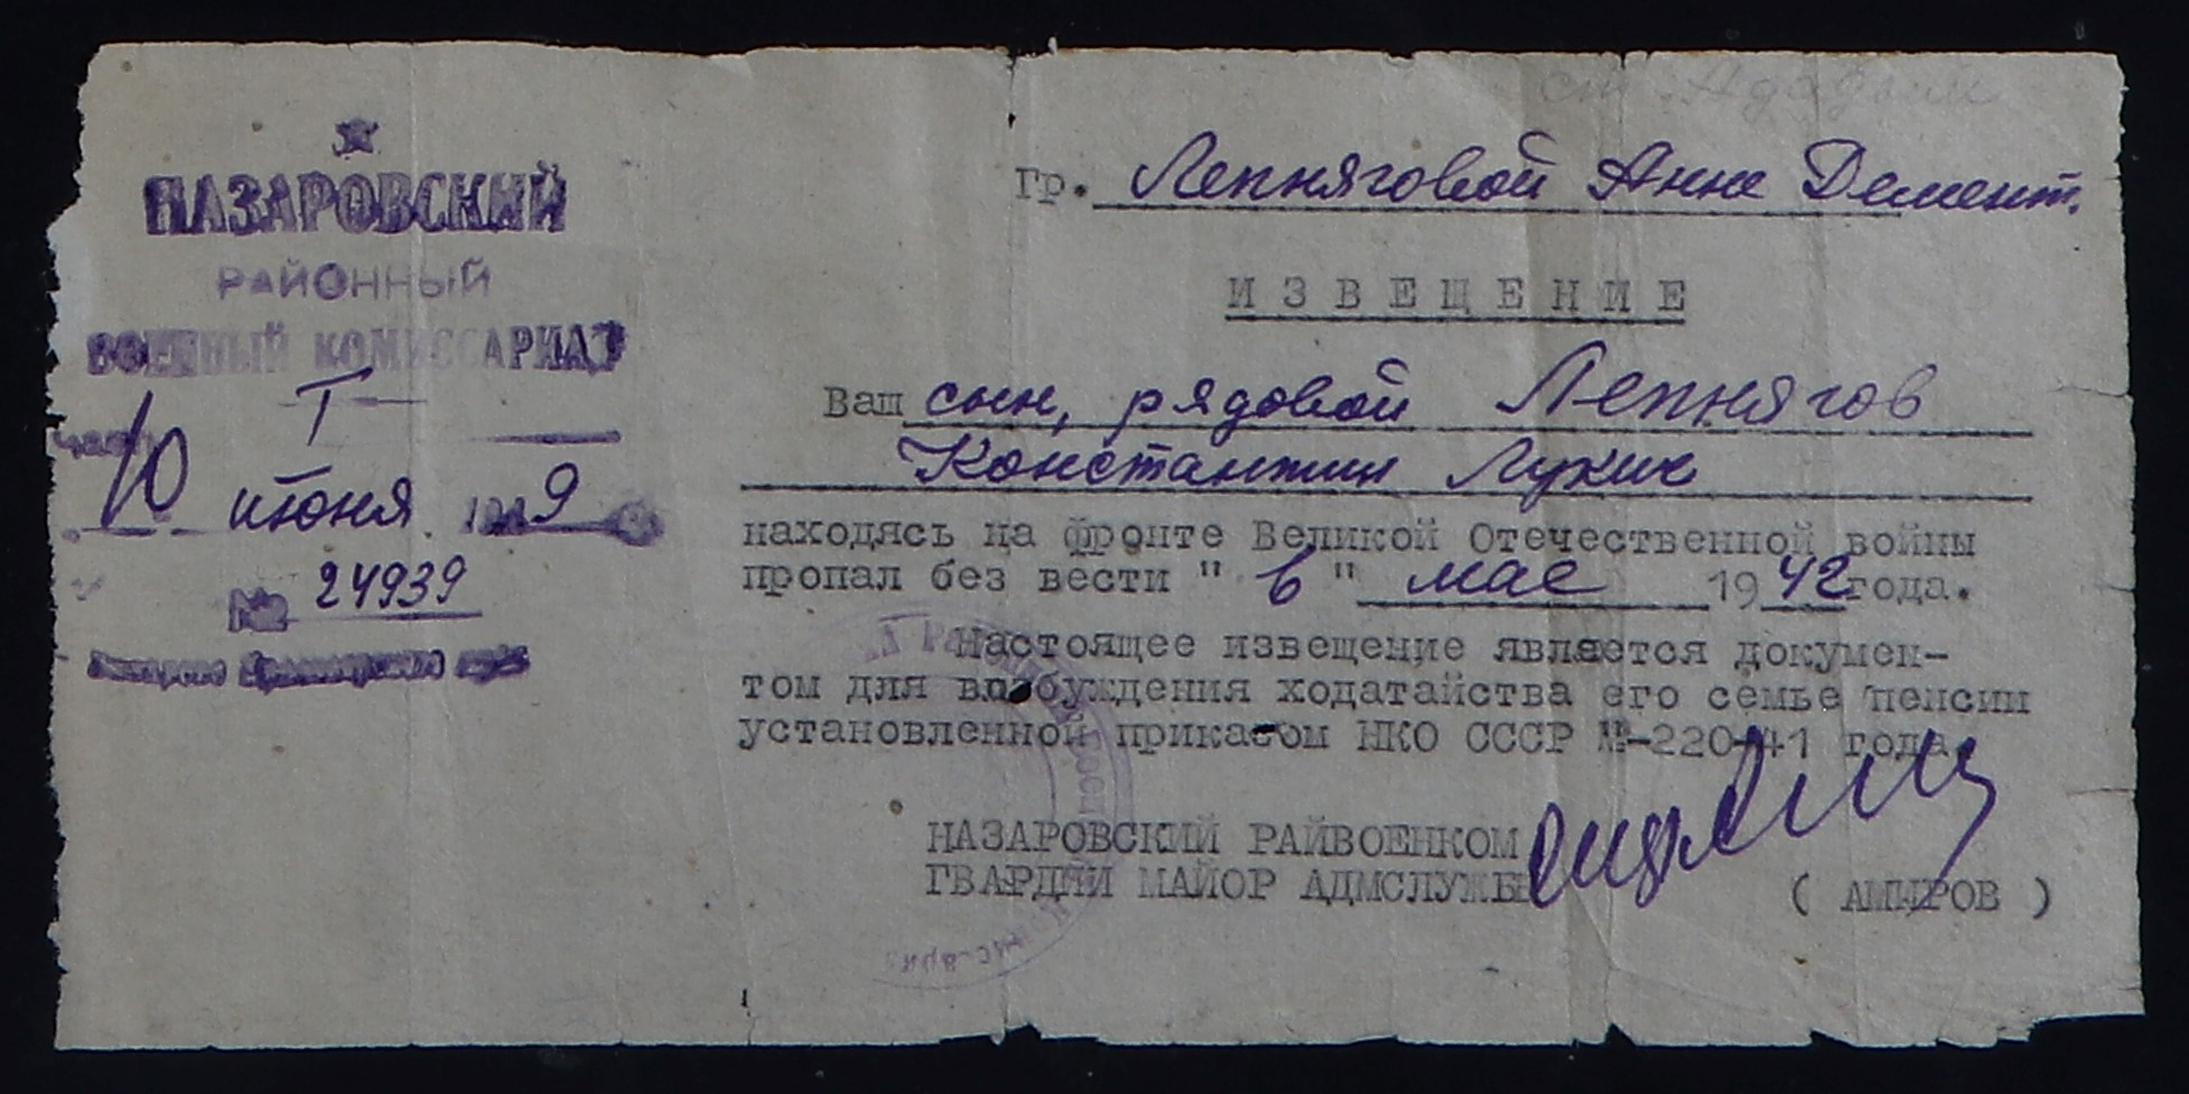 НАЗАРОВСКИЙ
РАЙОННЫЙ
ВОЕННЫЙ КОМИССАРИАТ
часть I
10 июня 1949
№ 24939
гр. Лепняговой Анне Демент.
ИЗВЕЩЕНИЕ
Ваш сын, рядовой Лепнягов
Константин Лукич
находясь на фронте Великой Отечественной войны
пропал без вести "в" мае 1942 года.
Настоящее извещение является докумен-
том для возбуждения ходатайства его семье пенсии
установленной приказом НКО СССР №-220-41 года.
НАЗАРОВСКИЙ РАЙВОЕНКОМ
ГВАРДИИ МАЙОР АДМСЛУЖБЫ
( АМИРОВ )